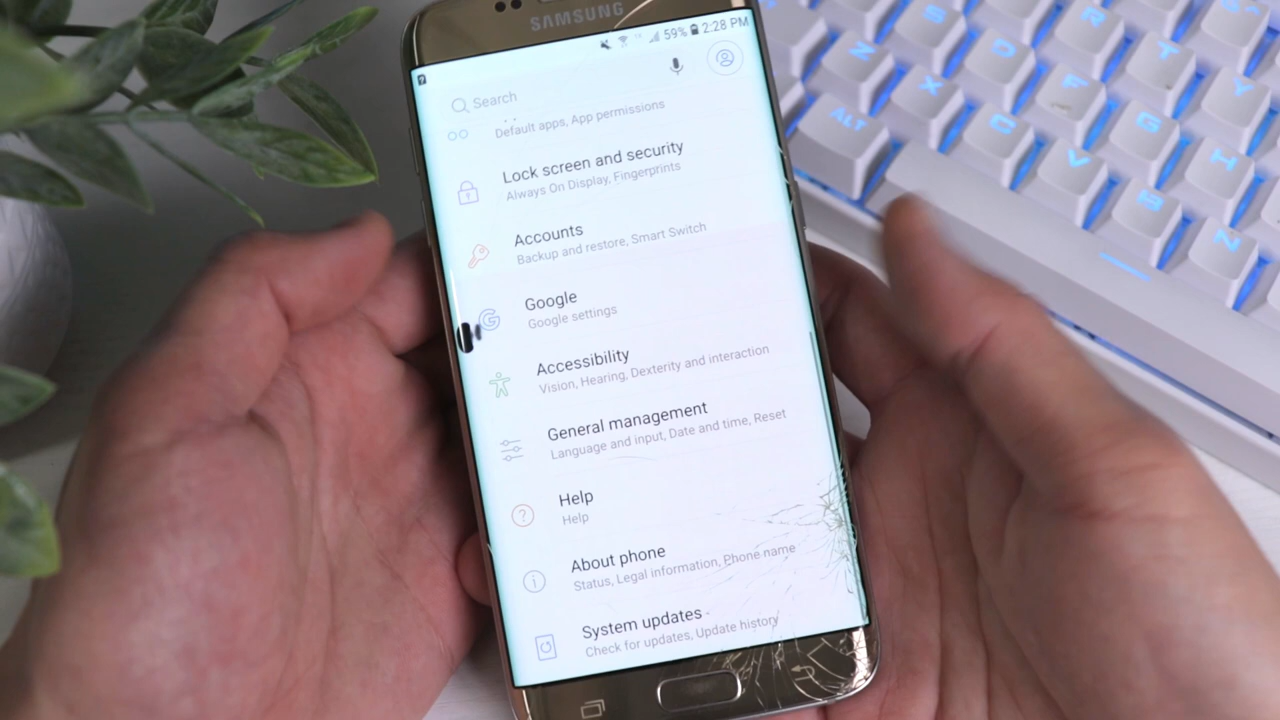 SAMSUNG
59% 2:28 PM
Search
Default apps, App permissions
Lock screen and security
Always On Display, Fingerprints
Accounts
Backup and restore, Smart Switch
Google
Google settings
Accessibility
Vision, Hearing, Dexterity and interaction
General management
Language and input, Date and time, Reset
Help
Help
About phone
Status, Legal information, Phone name
System updates
Check for updates, Update history
S
R
Z
D
T
X
F
Y
ALT
C
G
V
H
B
N